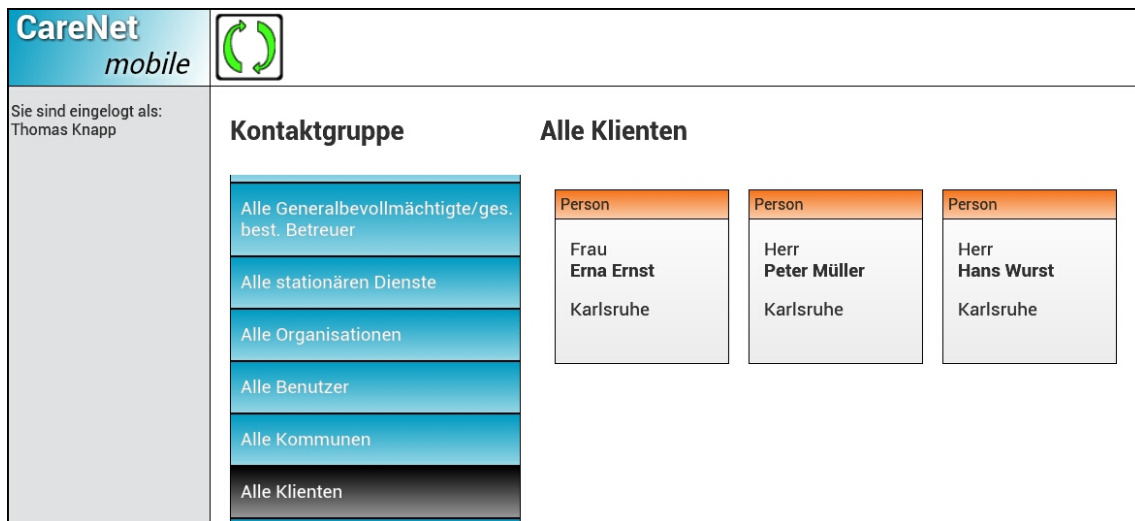 CareNet
mobile
Sie sind eingelogt als:
Thomas Knapp
Kontaktgruppe
Alle Generalbevollmächtigte/ges.
best. Betreuer
Alle stationären Dienste
Alle Organisationen
Alle Benutzer
Alle Kommunen
Alle Klienten
Alle Klienten
Person
Frau
Erna Ernst
Karlsruhe
Person
Herr
Peter Müller
Karlsruhe
Person
Herr
Hans Wurst
Karlsruhe